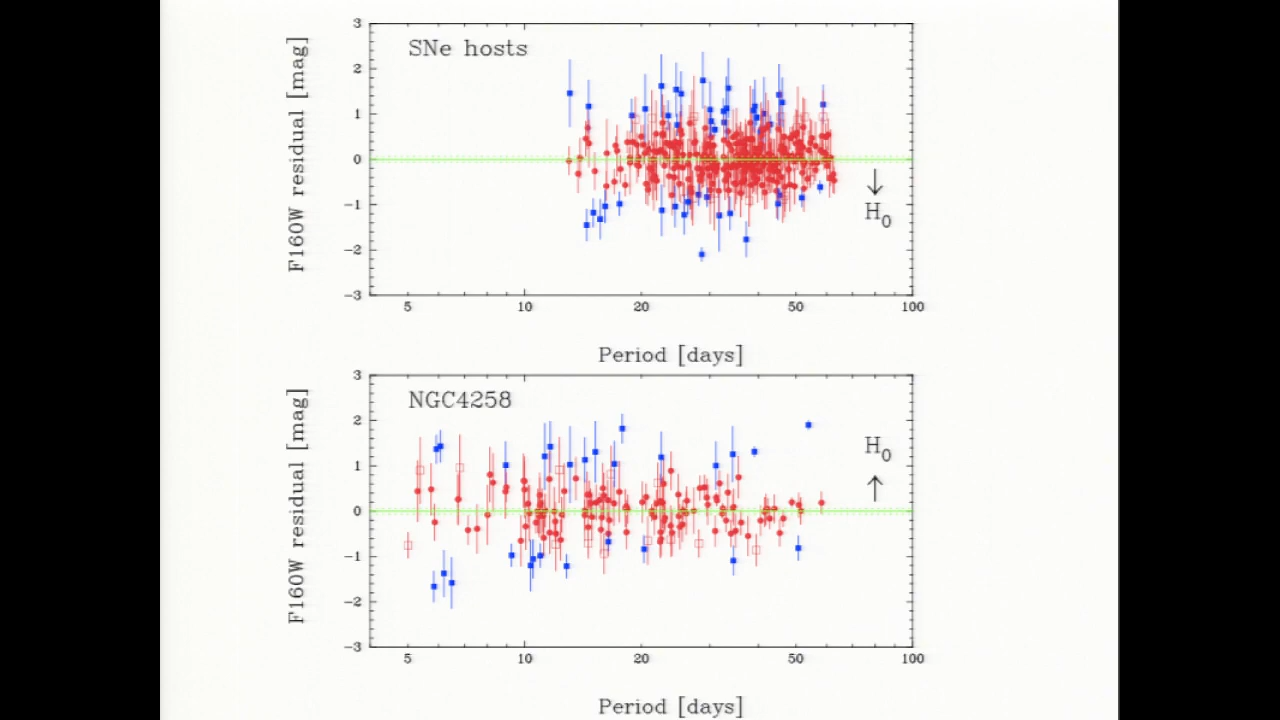 SNe hosts
F160W residual [mag]
3
2
1
0
−1
−2
−3
↓
H0
5 10 20 50 100
Period [days]
NGC4258
F160W residual [mag]
3
2
1
0
−1
−2
−3
H0
↑
5 10 20 50 100
Period [days]